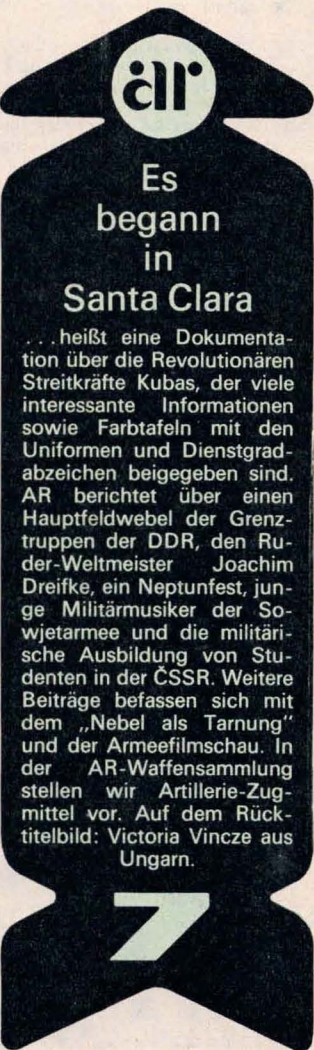 är
Es
begann
in
Santa Clara
...heißt eine Dokumenta-
tion über die Revolutionären
Streitkräfte Kubas, der viele
interessante Informationen
sowie Farbtafeln mit den
Uniformen und Dienstgrad-
abzeichen beigegeben sind.
AR berichtet über einen
Hauptfeldwebel der Grenz-
truppen der DDR, den Ru-
der-Weltmeister Joachim
Dreifke, ein Neptunfest, jun-
ge Militärmusiker der So-
wjetarmee und die militäri-
sche Ausbildung von Stu-
denten in der ČSSR. Weitere
Beiträge befassen sich mit
dem „Nebel als Tarnung"
und der Armeefilmschau. In
der AR-Waffensammlung
stellen wir Artillerie-Zug-
mittel vor. Auf dem Rück-
titelbild: Victoria Vincze aus
Ungarn.
7